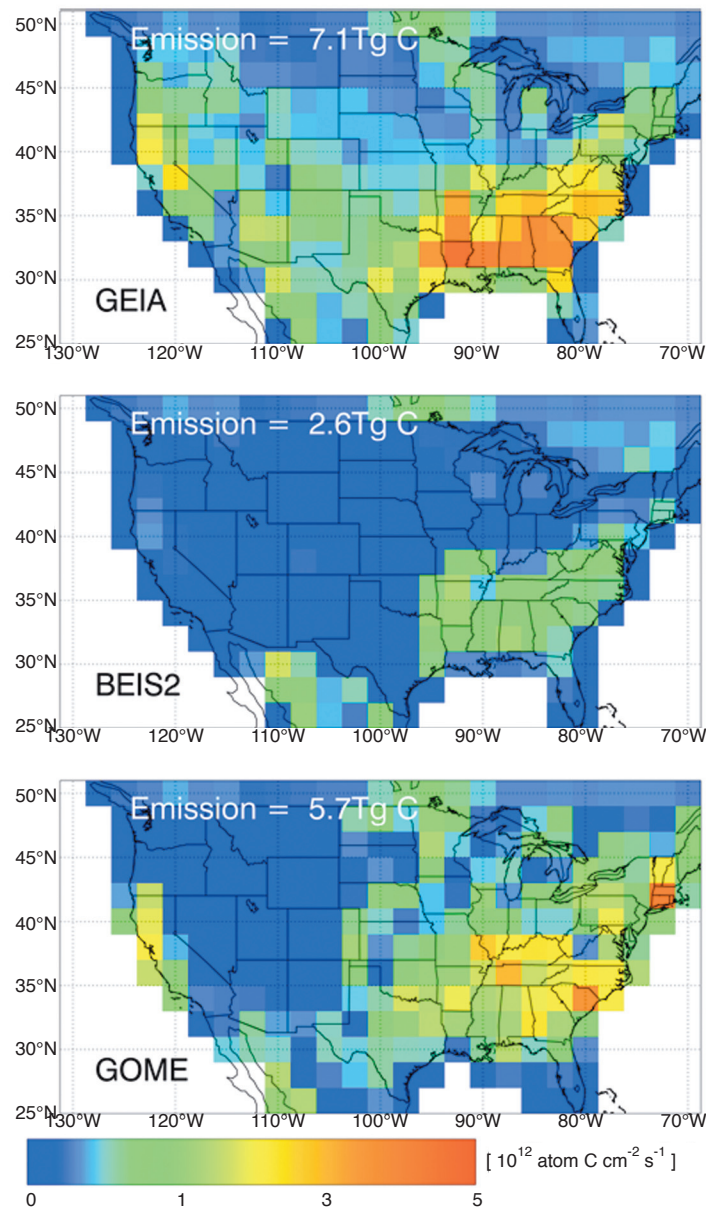 50°N
Emission = 7.1Tg C
45°N
40°N
35°N
30°N
GEIA
25°N
130°W 120°W 110°W 100°W 90°W 80°W 70°W
50°N
Emission = 2.6Tg C
45°N
40°N
35°N
30°N
BEIS2
25°N
130°W 120°W 110°W 100°W 90°W 80°W 70°W
50°N
Emission = 5.7Tg C
45°N
40°N
35°N
30°N
GOME
25°N
130°W 120°W 110°W 100°W 90°W 80°W 70°W
[ 10¹² atom C cm⁻² s⁻¹ ]
0 1 3 5